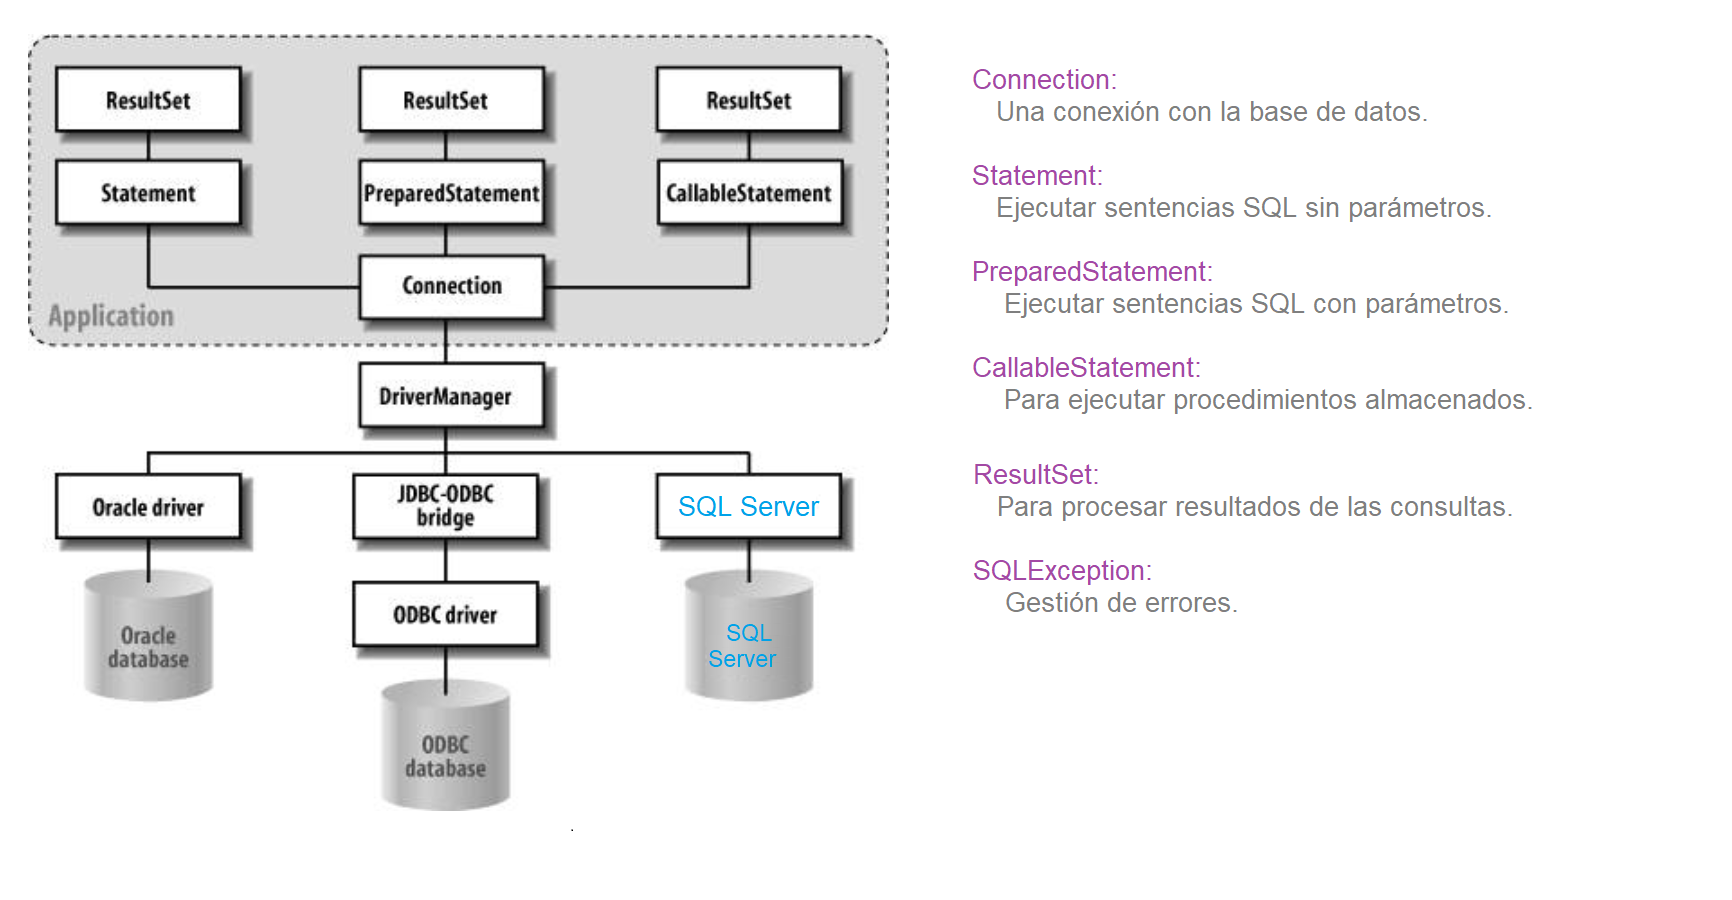 ResultSet
ResultSet
ResultSet
Statement
PreparedStatement
CallableStatement
Connection
Application
DriverManager
Oracle driver
JDBC-ODBC
bridge
SQL Server
ODBC driver
Oracle
database
SQL
Server
ODBC
database
.
Connection:
Una conexión con la base de datos.
Statement:
Ejecutar sentencias SQL sin parámetros.
PreparedStatement:
Ejecutar sentencias SQL con parámetros.
CallableStatement:
Para ejecutar procedimientos almacenados.
ResultSet:
Para procesar resultados de las consultas.
SQLException:
Gestión de errores.